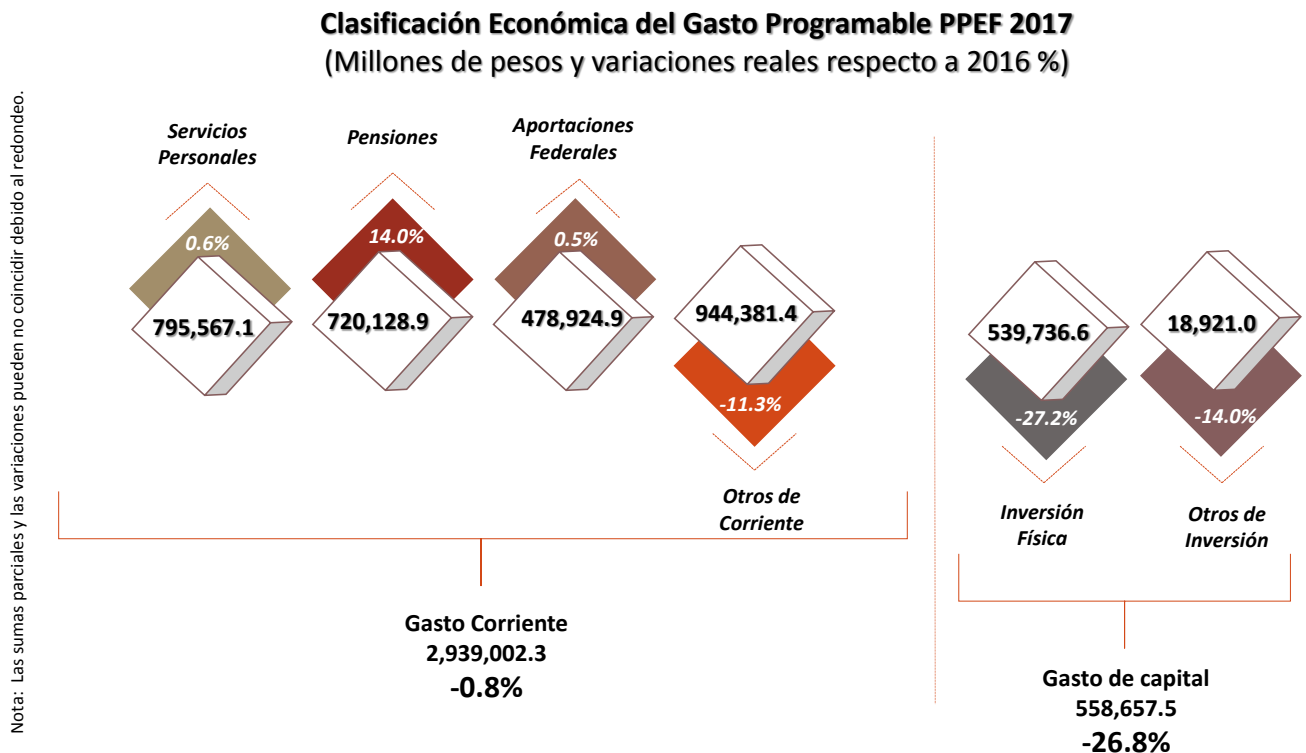 Clasificación Económica del Gasto Programable PPEF 2017
(Millones de pesos y variaciones reales respecto a 2016 %)
Nota: Las sumas parciales y las variaciones pueden no coincidir debido al redondeo.
Servicios
Personales
0.6%
795,567.1
Pensiones
14.0%
720,128.9
Aportaciones
Federales
0.5%
478,924.9
944,381.4
-11.3%
Otros de
Corriente
539,736.6
-27.2%
Inversión
Física
18,921.0
-14.0%
Otros de
Inversión
Gasto Corriente
2,939,002.3
-0.8%
Gasto de capital
558,657.5
-26.8%